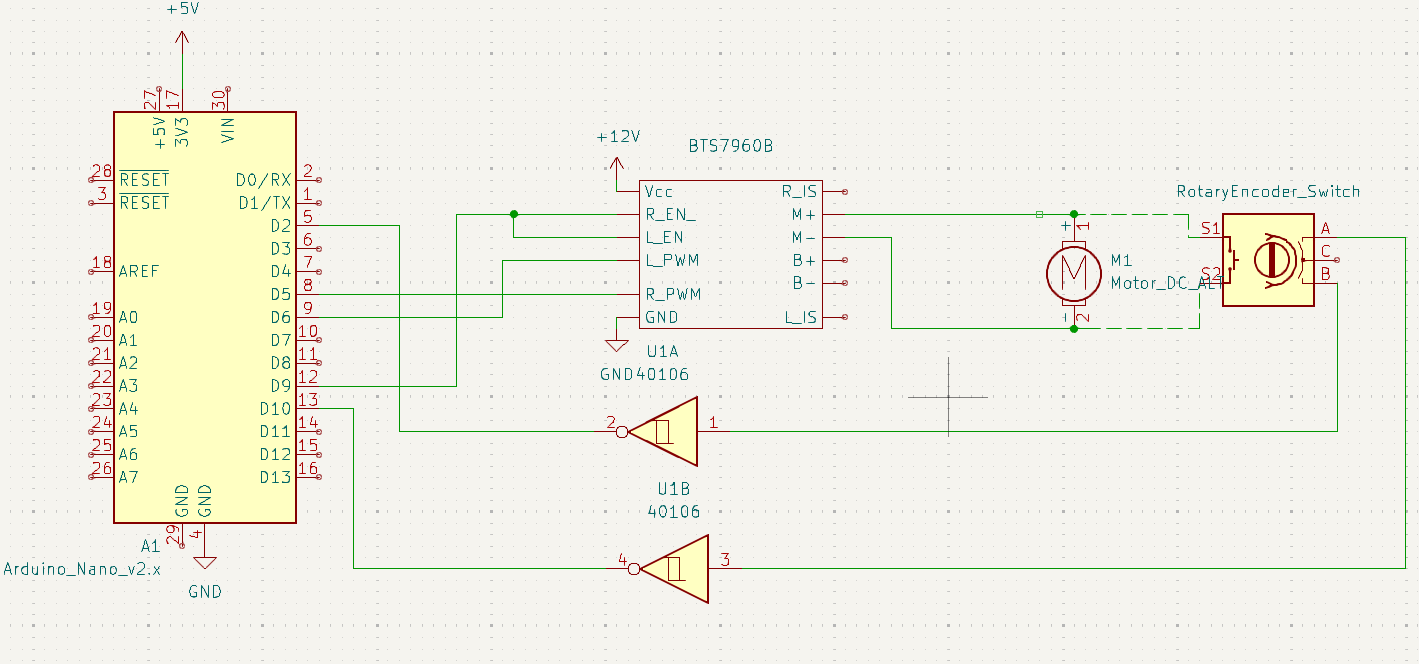 +5V
27
17
30
+5V
3V3
VIN
28
RESET
D0/RX
2
3
RESET
D1/TX
1
D2
5
D3
6
18
AREF
D4
7
D5
8
19
A0
D6
9
20
A1
D7
10
21
A2
D8
11
22
A3
D9
12
23
A4
D10
13
24
A5
D11
14
25
A6
D12
15
26
A7
D13
16
GND
GND
29
4
A1
Arduino_Nano_v2.x
GND
+12V
BTS7960B
Vcc
R_IS
R_EN_
M+
L_EN
M-
L_PWM
B+
B-
R_PWM
GND
L_IS
U1A
GND
40106
2
1
U1B
40106
4
3
+
1
M
M1
Motor_DC_ALT
-
2
RotaryEncoder_Switch
S1
A
C
S2
B